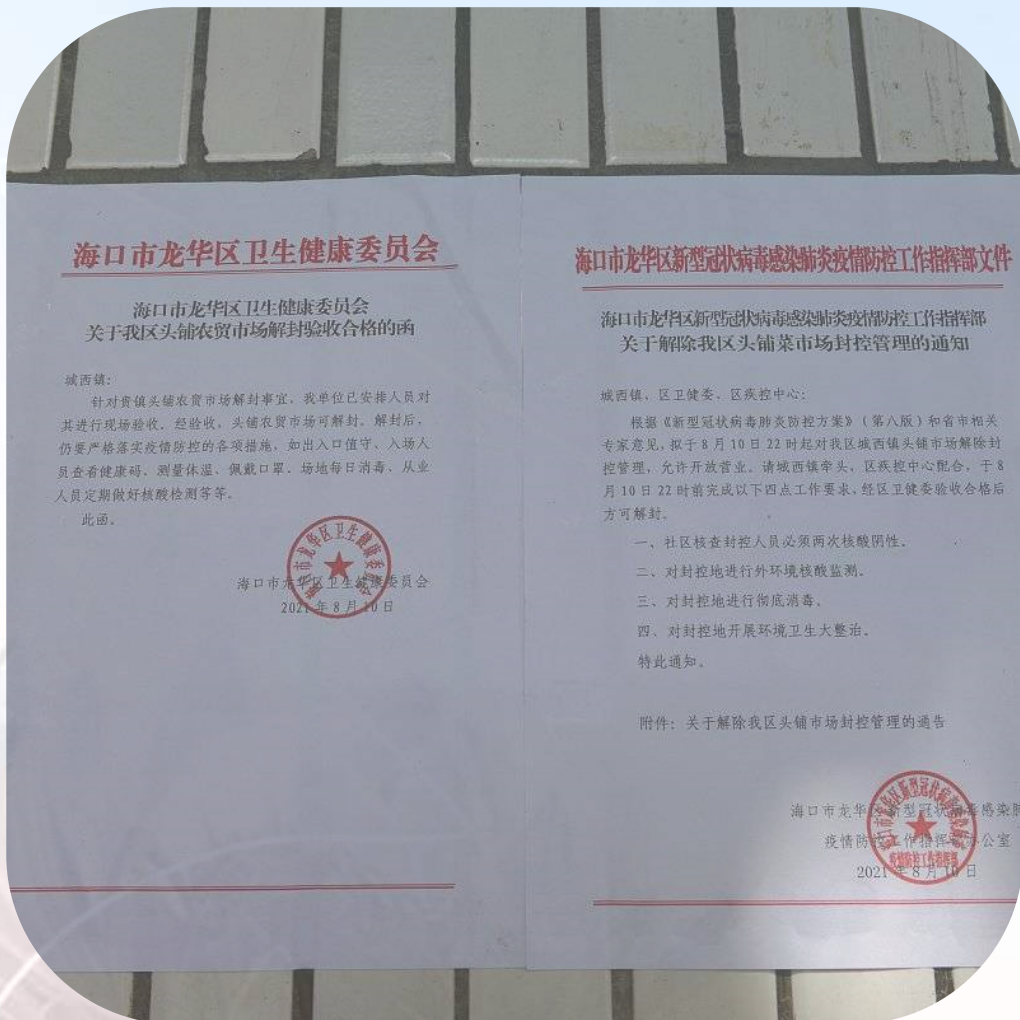 海口市龙华区卫生健康委员会
海口市龙华区卫生健康委员会
关于我区头铺农贸市场解封验收合格的函
城西镇：
针对贵镇头铺农贸市场解封事宜，我单位已安排人员对
其进行现场验收。经验收，头铺农贸市场可解封。解封后，
仍要严格落实疫情防控的各项措施，如出入口值守、入场人
员查看健康码、测量体温、佩戴口罩、场地每日消毒、从业
人员定期做好核酸检测等等。
此函。
海口市龙华区卫生健康委员会
2021年8月10日
海口市龙华区卫生健康委员会
海口市龙华区新型冠状病毒感染肺炎疫情防控工作指挥部文件
海口市龙华区新型冠状病毒感染肺炎疫情防控工作指挥部
关于解除我区头铺菜市场封控管理的通知
城西镇、区卫健委、区疾控中心：
根据《新型冠状病毒肺炎防控方案》（第八版）和省市相关
专家意见，拟于8月10日22时起对我区城西镇头铺市场解除封
控管理，允许开放营业。请城西镇牵头，区疾控中心配合，于8
月10日22时前完成以下四点工作要求，经区卫健委验收合格后
方可解封。
一、社区核查封控人员必须两次核酸阴性。
二、对封控地进行外环境核酸监测。
三、对封控地进行彻底消毒。
四、对封控地开展环境卫生大整治。
特此通知。
附件：关于解除我区头铺市场封控管理的通告
海口市龙华区新型冠状病毒感染肺
疫情防控工作指挥部办公室
2021年8月10日
疫情防控工作指挥部